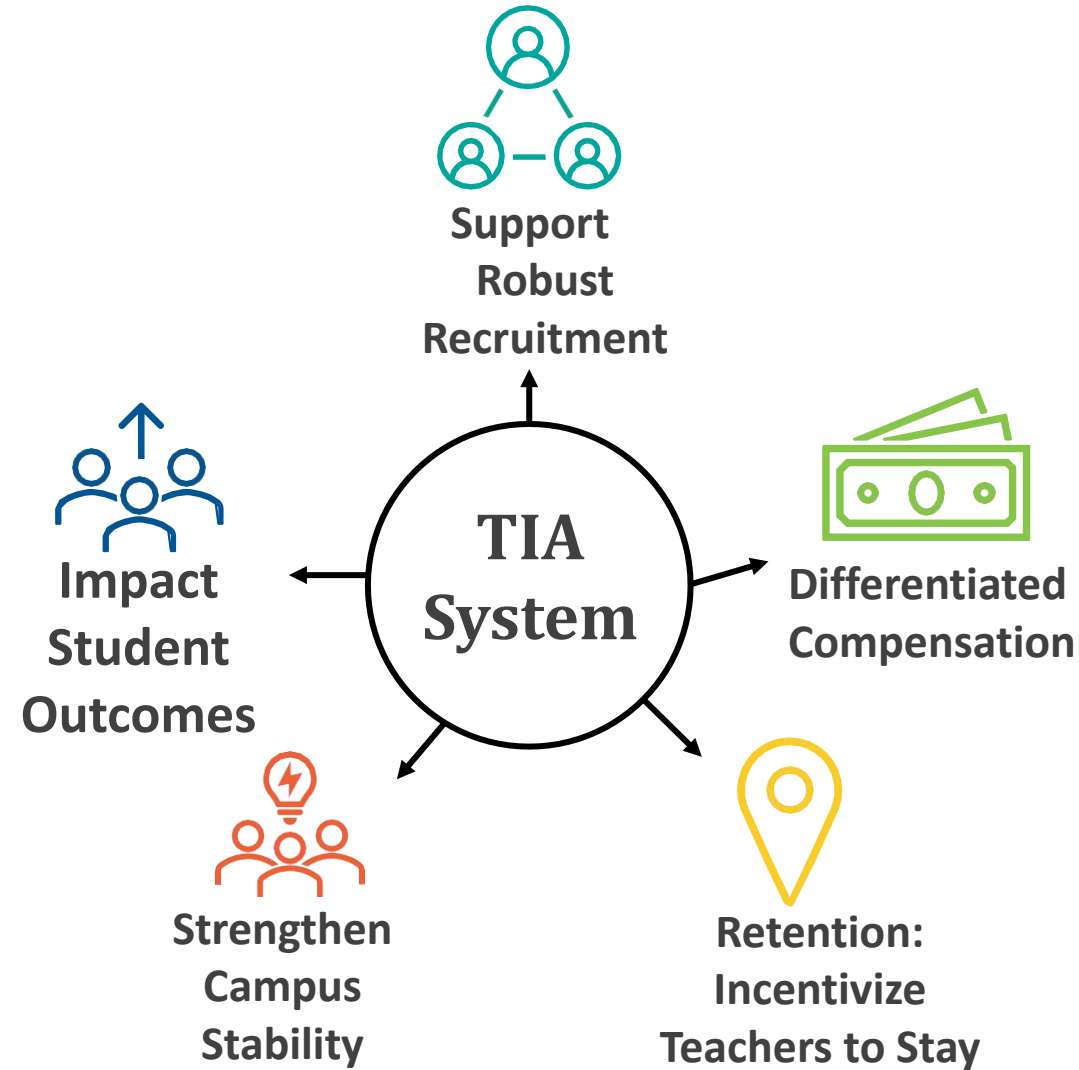 Support
Robust
Recruitment
TIA
System
Differentiated
Compensation
Impact
Student
Outcomes
Strengthen
Campus
Stability
Retention:
Incentivize
Teachers to Stay